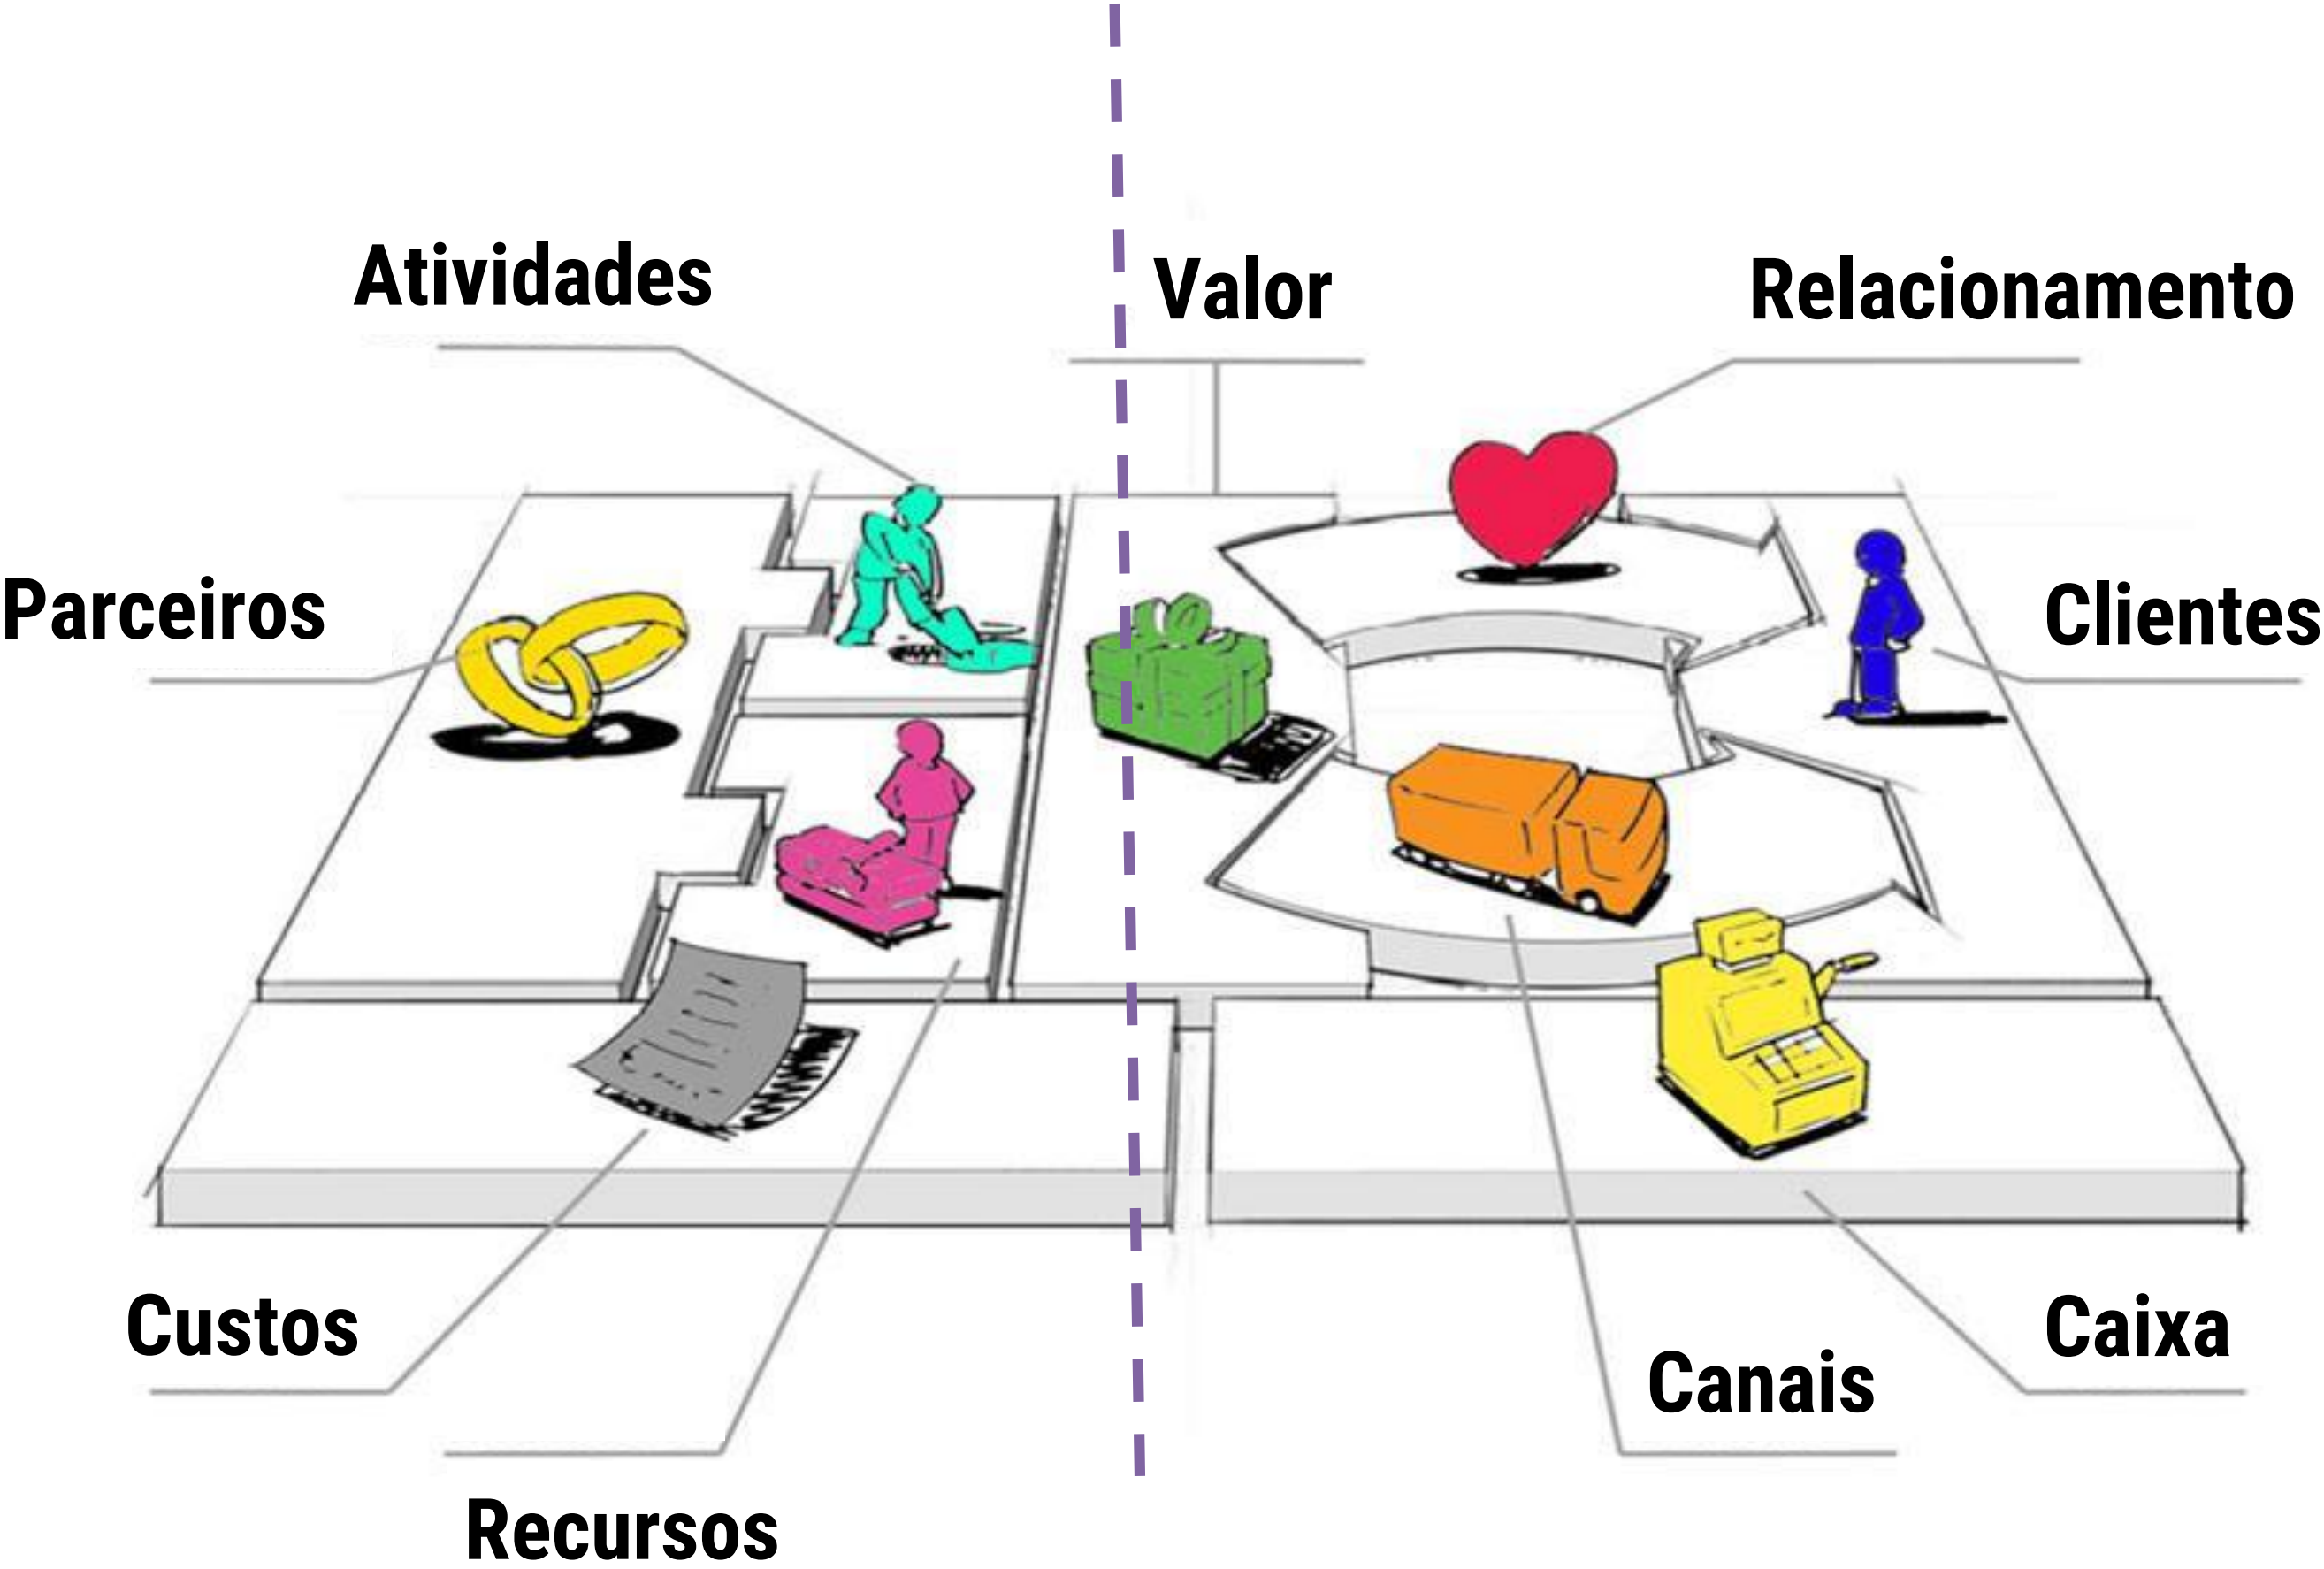 Atividades
Valor
Relacionamento
Parceiros
Clientes
Custos
Caixa
Canais
Recursos